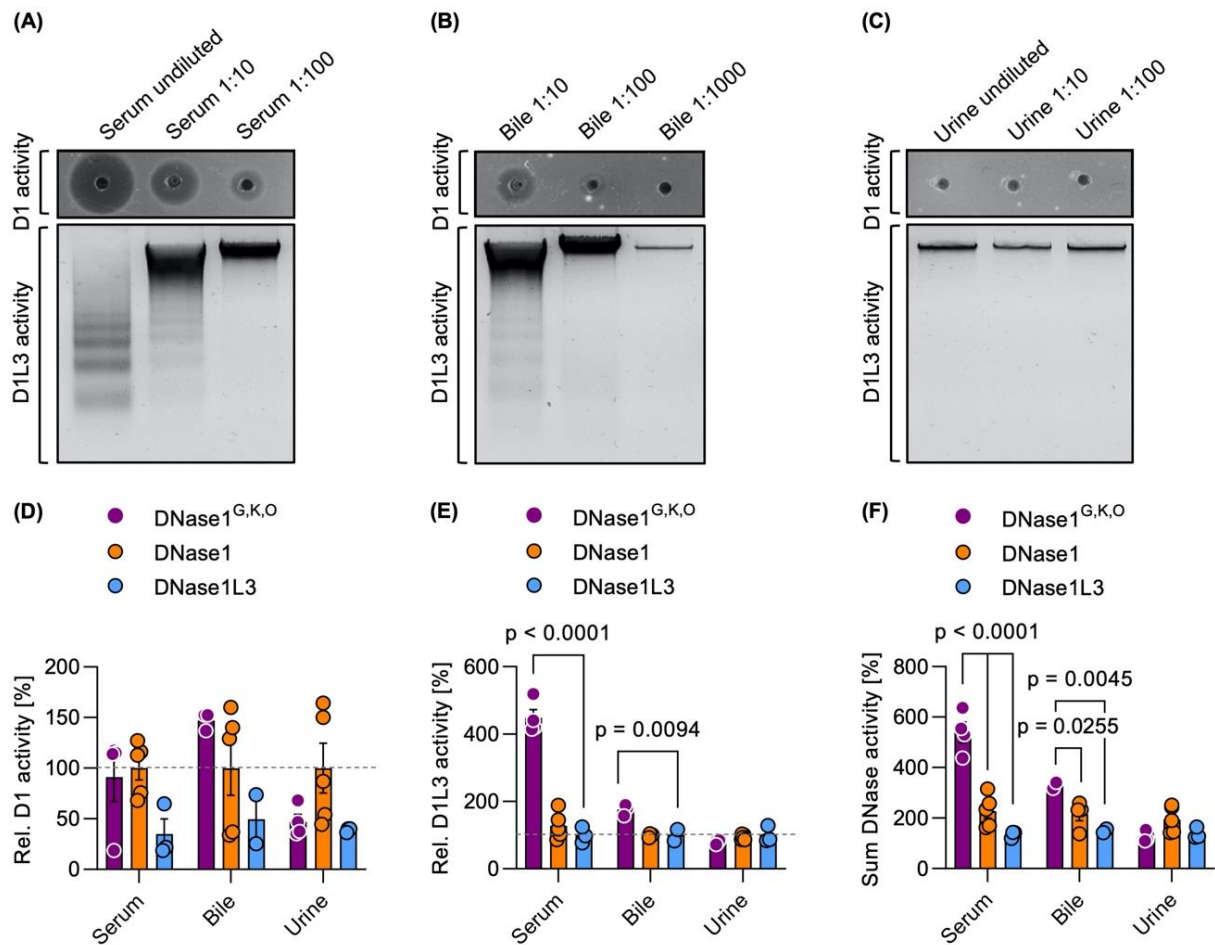 (A)
Serum undiluted
Serum 1:10
Serum 1:100
D1 activity
D1L3 activity
(B)
Bile 1:10
Bile 1:100
Bile 1:1000
D1 activity
D1L3 activity
(C)
Urine undiluted
Urine 1:10
Urine 1:100
D1 activity
D1L3 activity
(D)
DNase1G,K,O
DNase1
DNase1L3
Rel. D1 activity [%]
200
150
100
50
0
Serum
Bile
Urine
(E)
DNase1G,K,O
DNase1
DNase1L3
p < 0.0001
p = 0.0094
Rel. D1L3 activity [%]
600
400
200
0
Serum
Bile
Urine
(F)
DNase1G,K,O
DNase1
DNase1L3
p < 0.0001
p = 0.0045
p = 0.0255
Sum DNase activity [%]
800
600
400
200
0
Serum
Bile
Urine